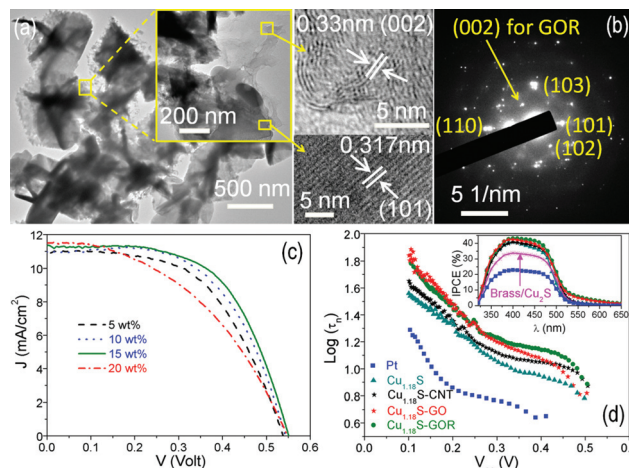 (a)
200 nm
500 nm
0.33nm (002)
5 nm
0.317nm
5 nm
(101)
(b)
(002) for GOR
(103)
(110)
(101)
(102)
5 1/nm
(c)
12
10
8
6
4
2
0
J (mA/cm²)
5 wt%
10 wt%
15 wt%
20 wt%
0.0 0.1 0.2 0.3 0.4 0.5 0.6
V (Volt)
2.0
1.8
1.6
1.4
1.2
1.0
0.8
0.6
IPCE (%)
40
30
20
10
0
Brass/Cu₂S
350 400 450 500 550 600 650
λ (nm)
Pt
Cu₁.₁₈S
Cu₁.₁₈S-CNT
Cu₁.₁₈S-GO
Cu₁.₁₈S-GOR
(d)
0.0 0.1 0.2 0.3 0.4 0.5 0.6
(V)